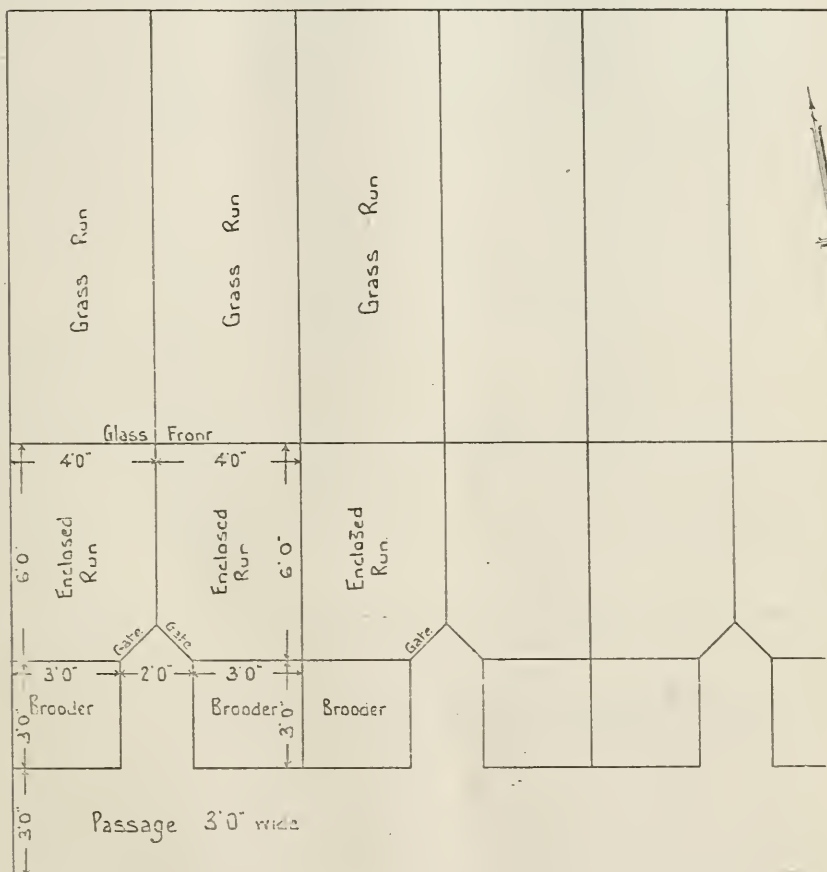 Grass Run
Grass Run
Grass Run
Glass Front
4'0"
4'0"
6'0"
Enclosed
Run
Enclosed
Run
6'0"
Enclosed
Run.
Gate.
Gate
Gate.
3'0"
2'0"
3'0"
Brooder
Brooder
Brooder
3'0"
3'0"
3'0"
Passage 3'0" wide